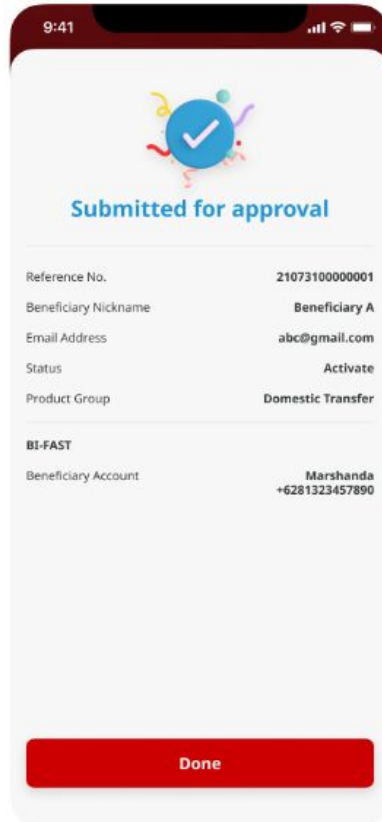 9:41
Submitted for approval
Reference No. 21073100000001
Beneficiary Nickname Beneficiary A
Email Address abc@gmail.com
Status Activate
Product Group Domestic Transfer
BI-FAST
Beneficiary Account Marshanda
+6281323457890
Done